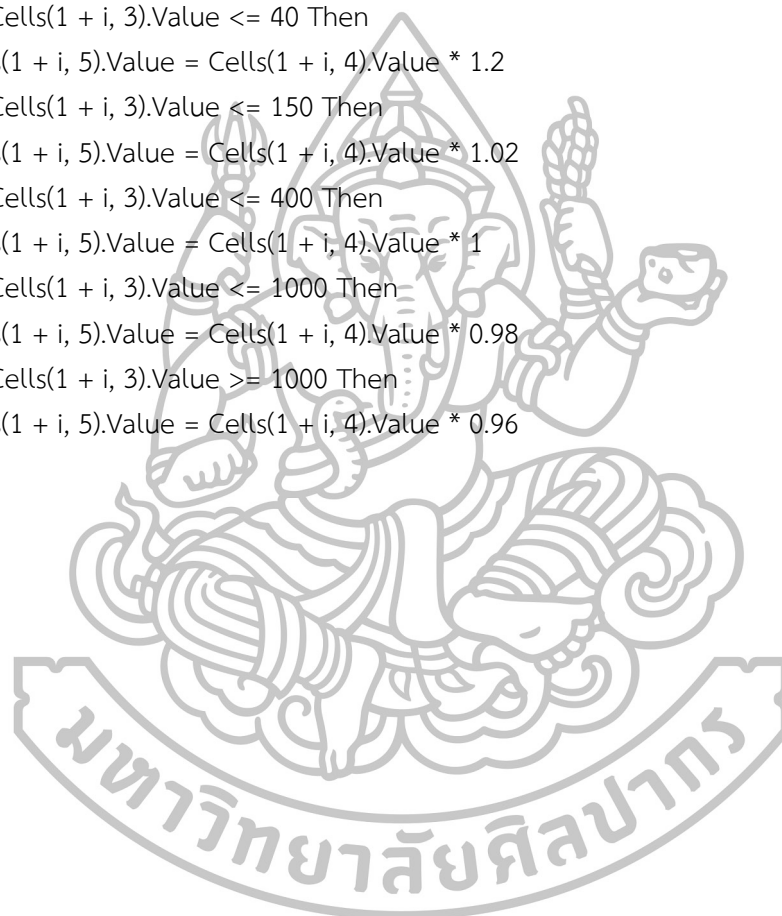 Cells(1 + i, 3).Value <= 40 Then
(1 + i, 5).Value = Cells(1 + i, 4).Value * 1.2
Cells(1 + i, 3).Value <= 150 Then
(1 + i, 5).Value = Cells(1 + i, 4).Value * 1.02
Cells(1 + i, 3).Value <= 400 Then
(1 + i, 5).Value = Cells(1 + i, 4).Value * 1
Cells(1 + i, 3).Value <= 1000 Then
(1 + i, 5).Value = Cells(1 + i, 4).Value * 0.98
Cells(1 + i, 3).Value >= 1000 Then
(1 + i, 5).Value = Cells(1 + i, 4).Value * 0.96
มหาวิทยาลัยศิลปากร